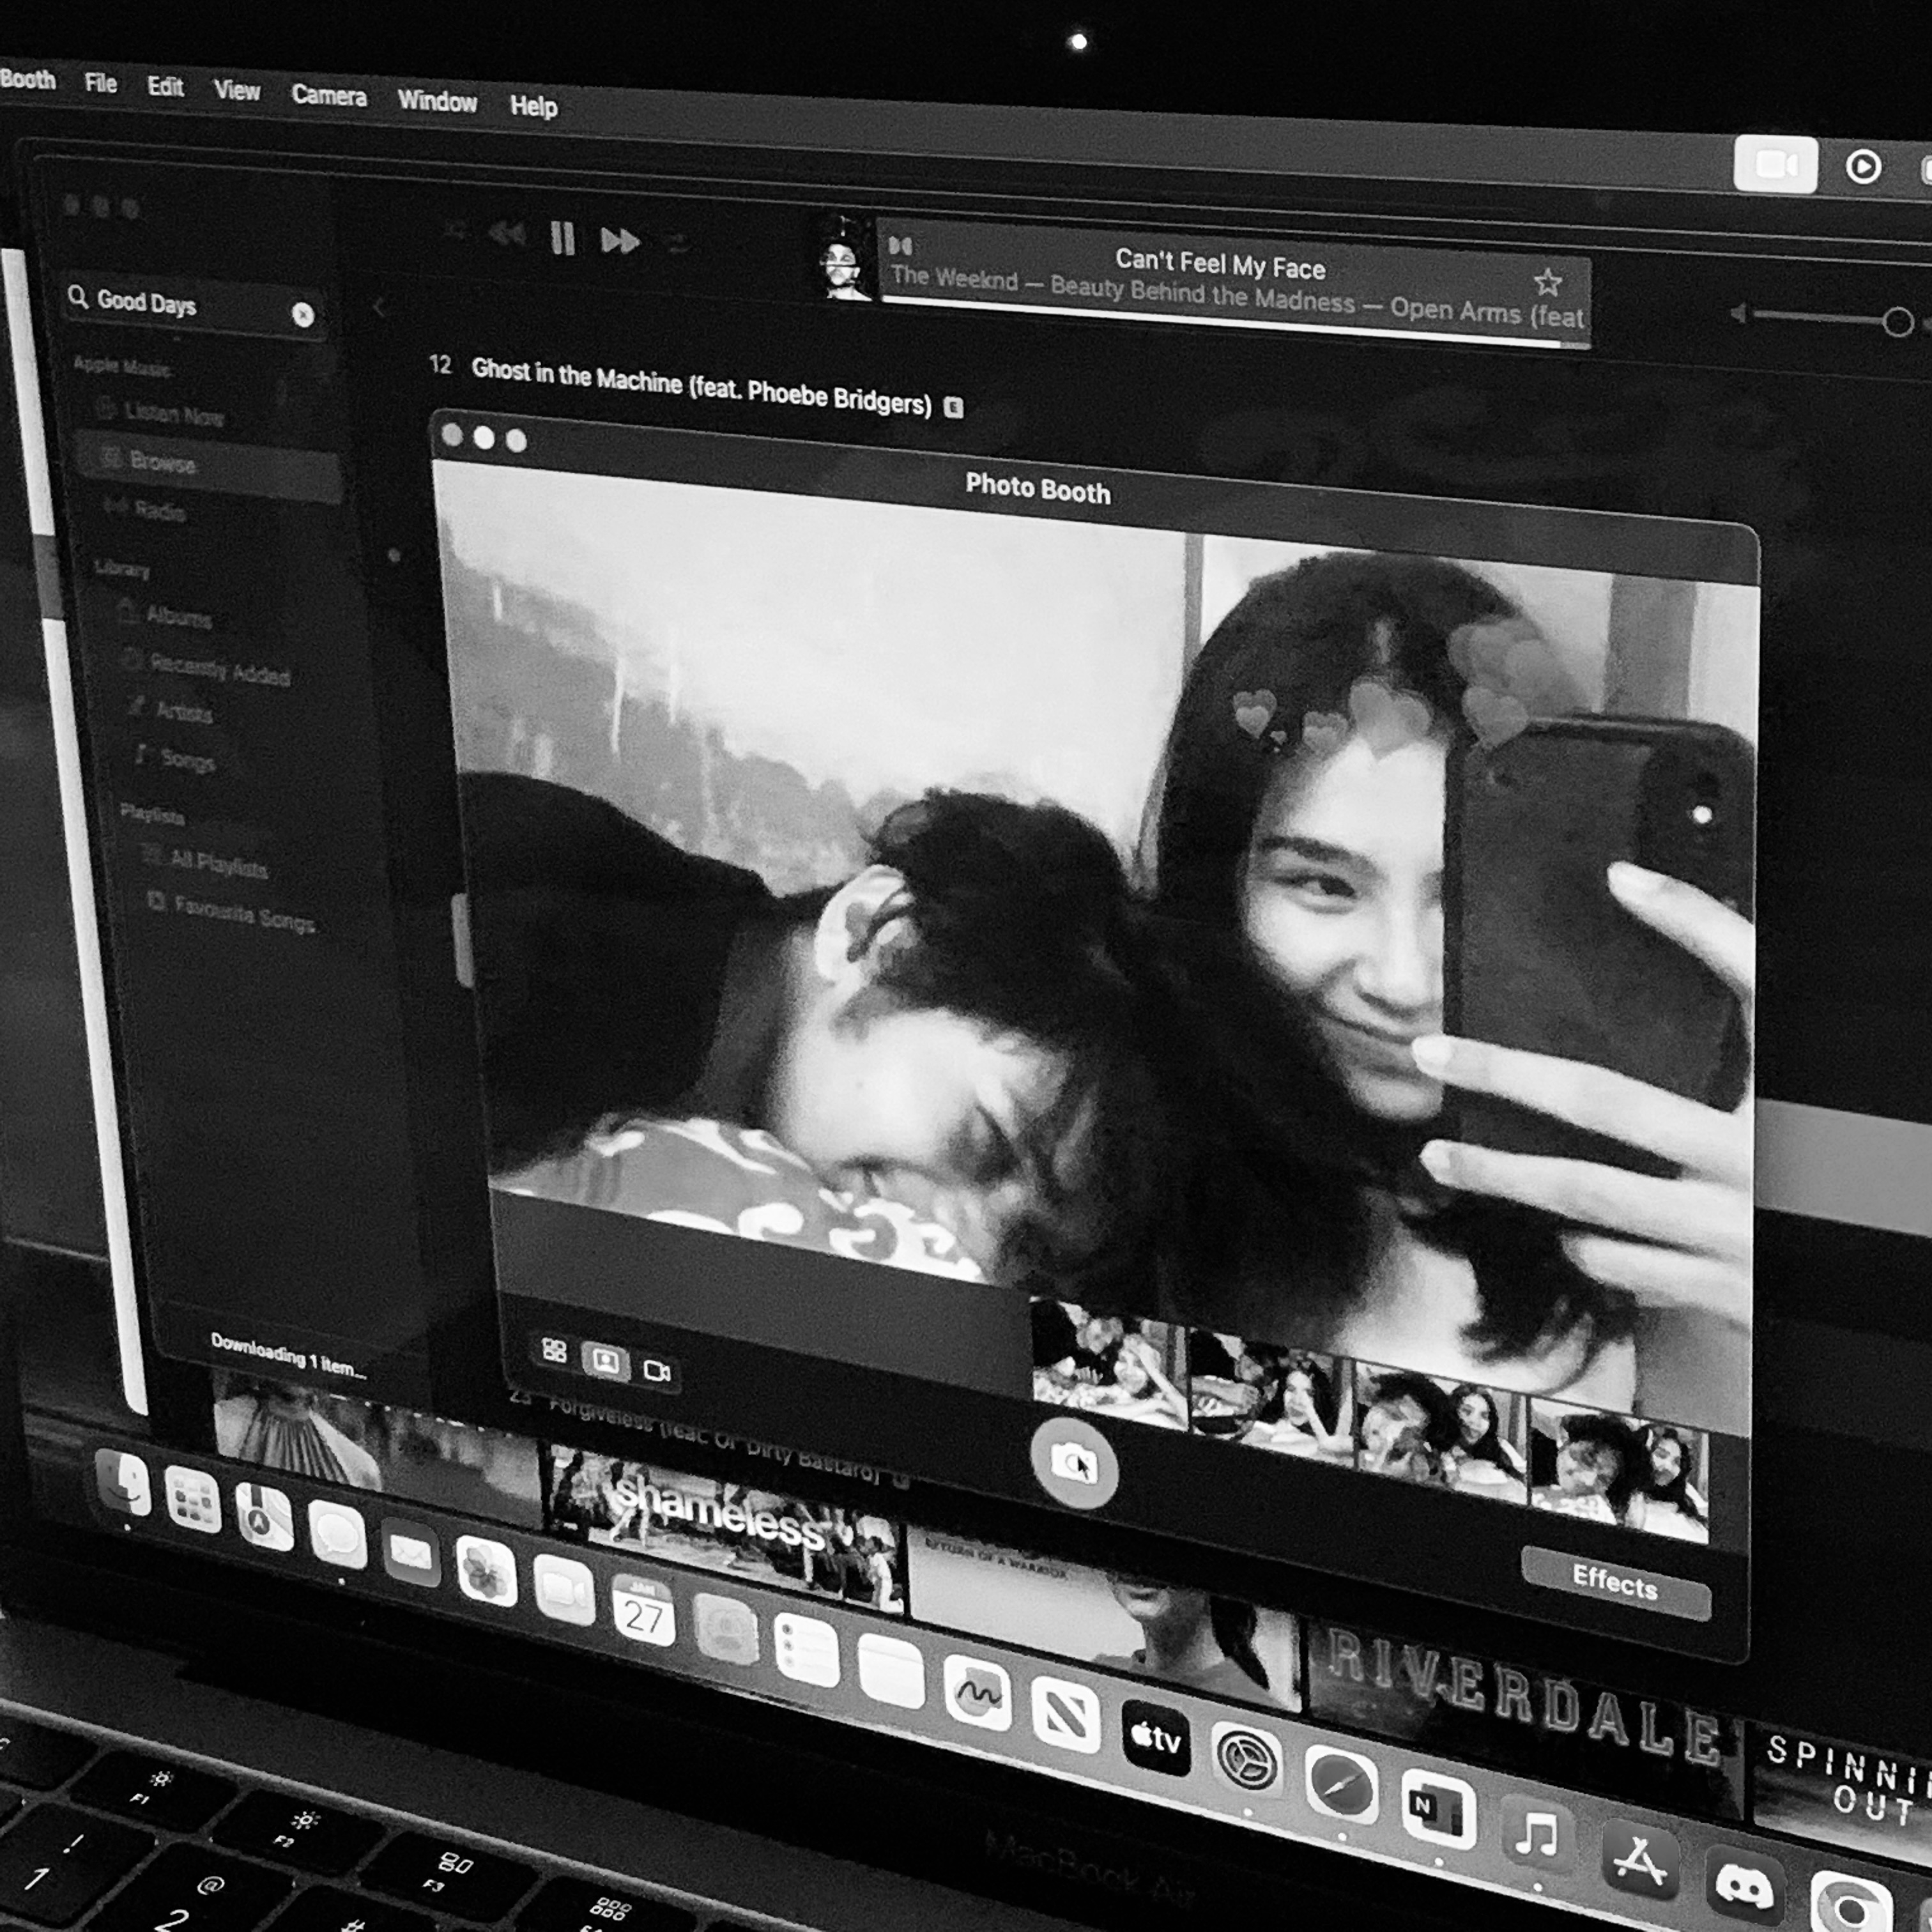 Booth File Edit View Camera Window Help
Can't Feel My Face
The Weeknd — Beauty Behind the Madness — Open Arms (feat
Good Days
Apple Music
Listen Now
Browse
Radio
Library
Albums
Recently Added
Artists
Songs
Playlists
All Playlists
Favourite Songs
12 Ghost in the Machine (feat. Phoebe Bridgers) E
Photo Booth
Downloading 1 item...
23 Forgiveless (feat. Ol' Dirty Bastard) E
shameless
RETURN OF A WARRIOR
Effects
RIVERDALE
SPINNI
OUT
JAN
27
tv
N
MacBook Air
F1
F2
F3
!
1
@
2
#